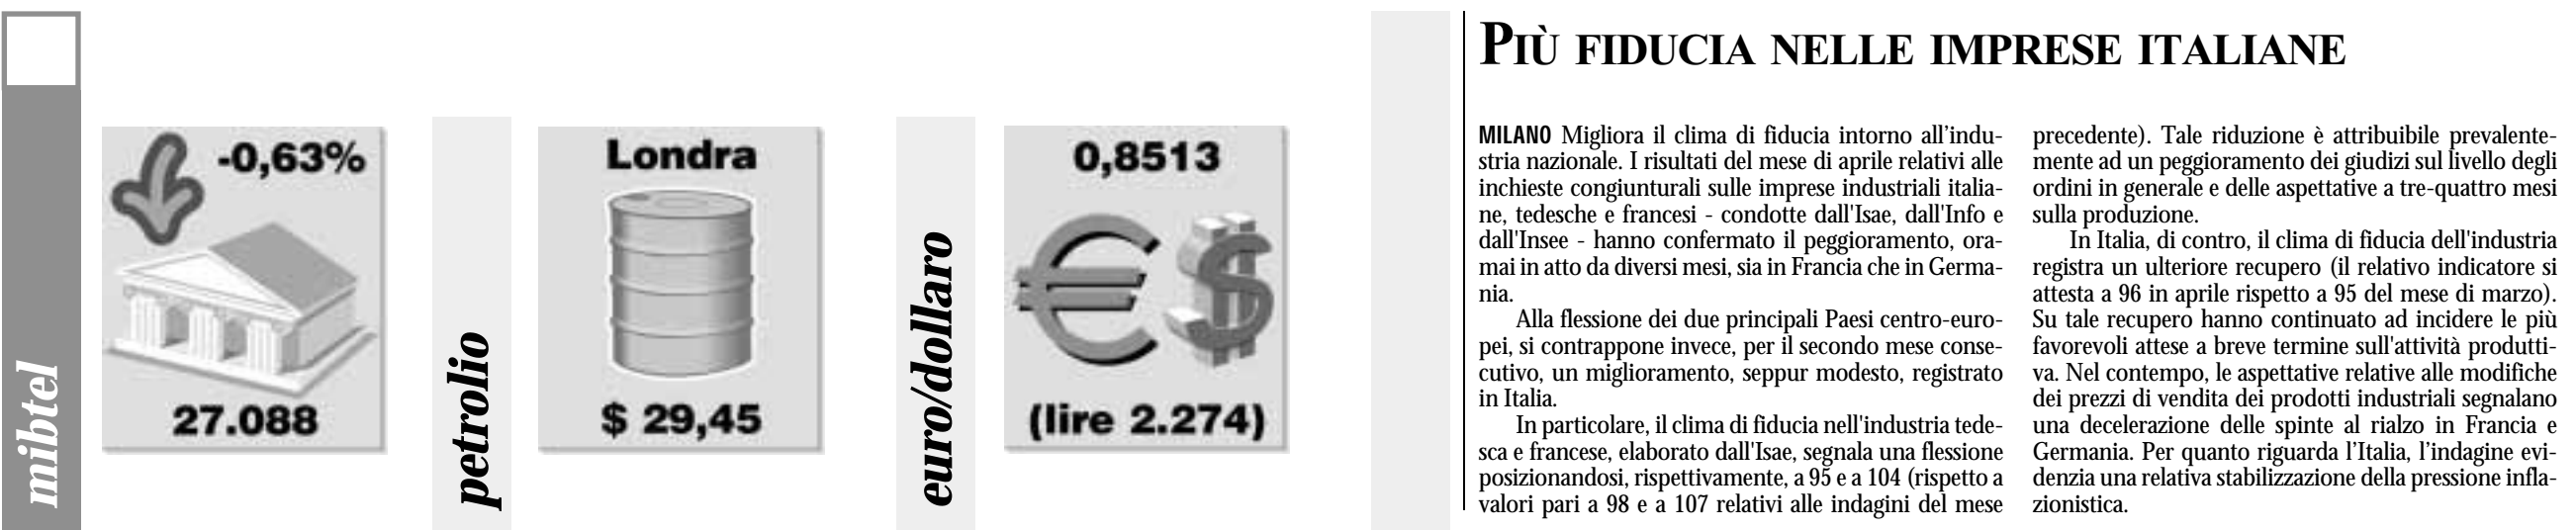 mibtel
-0,63%
27.088
petrolio
Londra
$ 29,45
euro/dollaro
0,8513
(lire 2.274)
PIÙ FIDUCIA NELLE IMPRESE ITALIANE
MILANO Migliora il clima di fiducia intorno all'indu-
stria nazionale. I risultati del mese di aprile relativi alle
inchieste congiunturali sulle imprese industriali italia-
ne, tedesche e francesi - condotte dall'Isae, dall'Info e
dall'Insee - hanno confermato il peggioramento, ora-
mai in atto da diversi mesi, sia in Francia che in Germa-
nia.
Alla flessione dei due principali Paesi centro-euro-
pei, si contrappone invece, per il secondo mese conse-
cutivo, un miglioramento, seppur modesto, registrato
in Italia.
In particolare, il clima di fiducia nell'industria tede-
sca e francese, elaborato dall'Isae, segnala una flessione
posizionandosi, rispettivamente, a 95 e a 104 (rispetto a
valori pari a 98 e a 107 relativi alle indagini del mese
precedente). Tale riduzione è attribuibile prevalente-
mente ad un peggioramento dei giudizi sul livello degli
ordini in generale e delle aspettative a tre-quattro mesi
sulla produzione.
In Italia, di contro, il clima di fiducia dell'industria
registra un ulteriore recupero (il relativo indicatore si
attesta a 96 in aprile rispetto a 95 del mese di marzo).
Su tale recupero hanno continuato ad incidere le più
favorevoli attese a breve termine sull'attività produtti-
va. Nel contempo, le aspettative relative alle modifiche
dei prezzi di vendita dei prodotti industriali segnalano
una decelerazione delle spinte al rialzo in Francia e
Germania. Per quanto riguarda l'Italia, l'indagine evi-
denzia una relativa stabilizzazione della pressione infla-
zionistica.